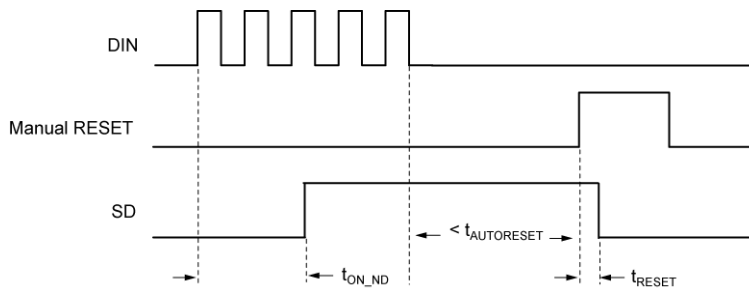 DIN
Manual RESET
SD
< tAUTORESET
tON_ND
tRESET